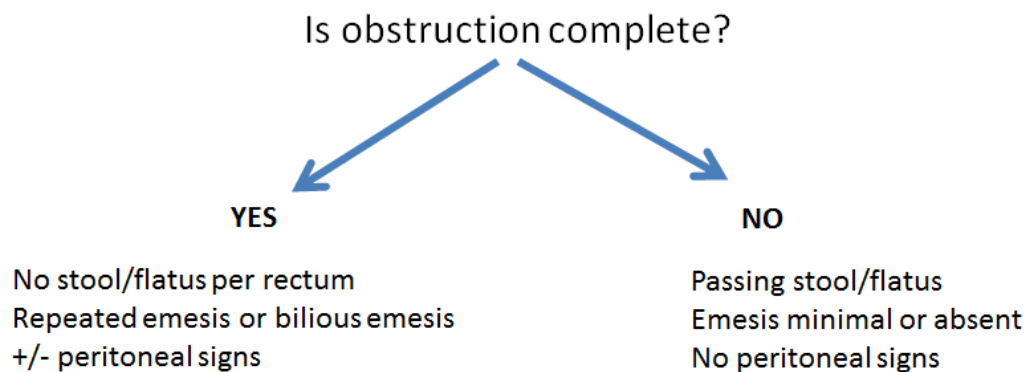 Is obstruction complete?
YES
No stool/flatus per rectum
Repeated emesis or bilious emesis
+/- peritoneal signs
NO
Passing stool/flatus
Emesis minimal or absent
No peritoneal signs